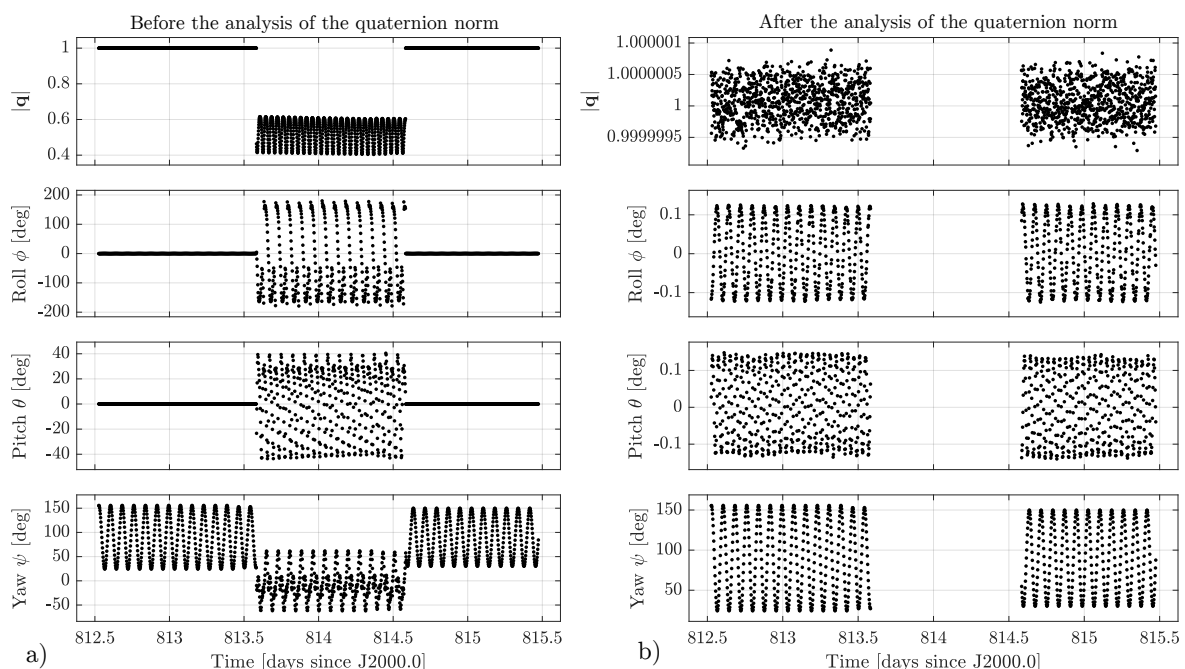 Before the analysis of the quaternion norm
1
0.8
0.6
0.4
|q|
200
100
0
-100
-200
Roll ϕ [deg]
40
20
0
-20
-40
Pitch θ [deg]
150
100
50
0
-50
Yaw ψ [deg]
812.5 813 813.5 814 814.5 815 815.5
Time [days since J2000.0]
a)
After the analysis of the quaternion norm
1.000001
1.0000005
1
0.9999995
|q|
0.1
0
-0.1
Roll ϕ [deg]
0.1
0
-0.1
Pitch θ [deg]
150
100
50
Yaw ψ [deg]
812.5 813 813.5 814 814.5 815 815.5
Time [days since J2000.0]
b)